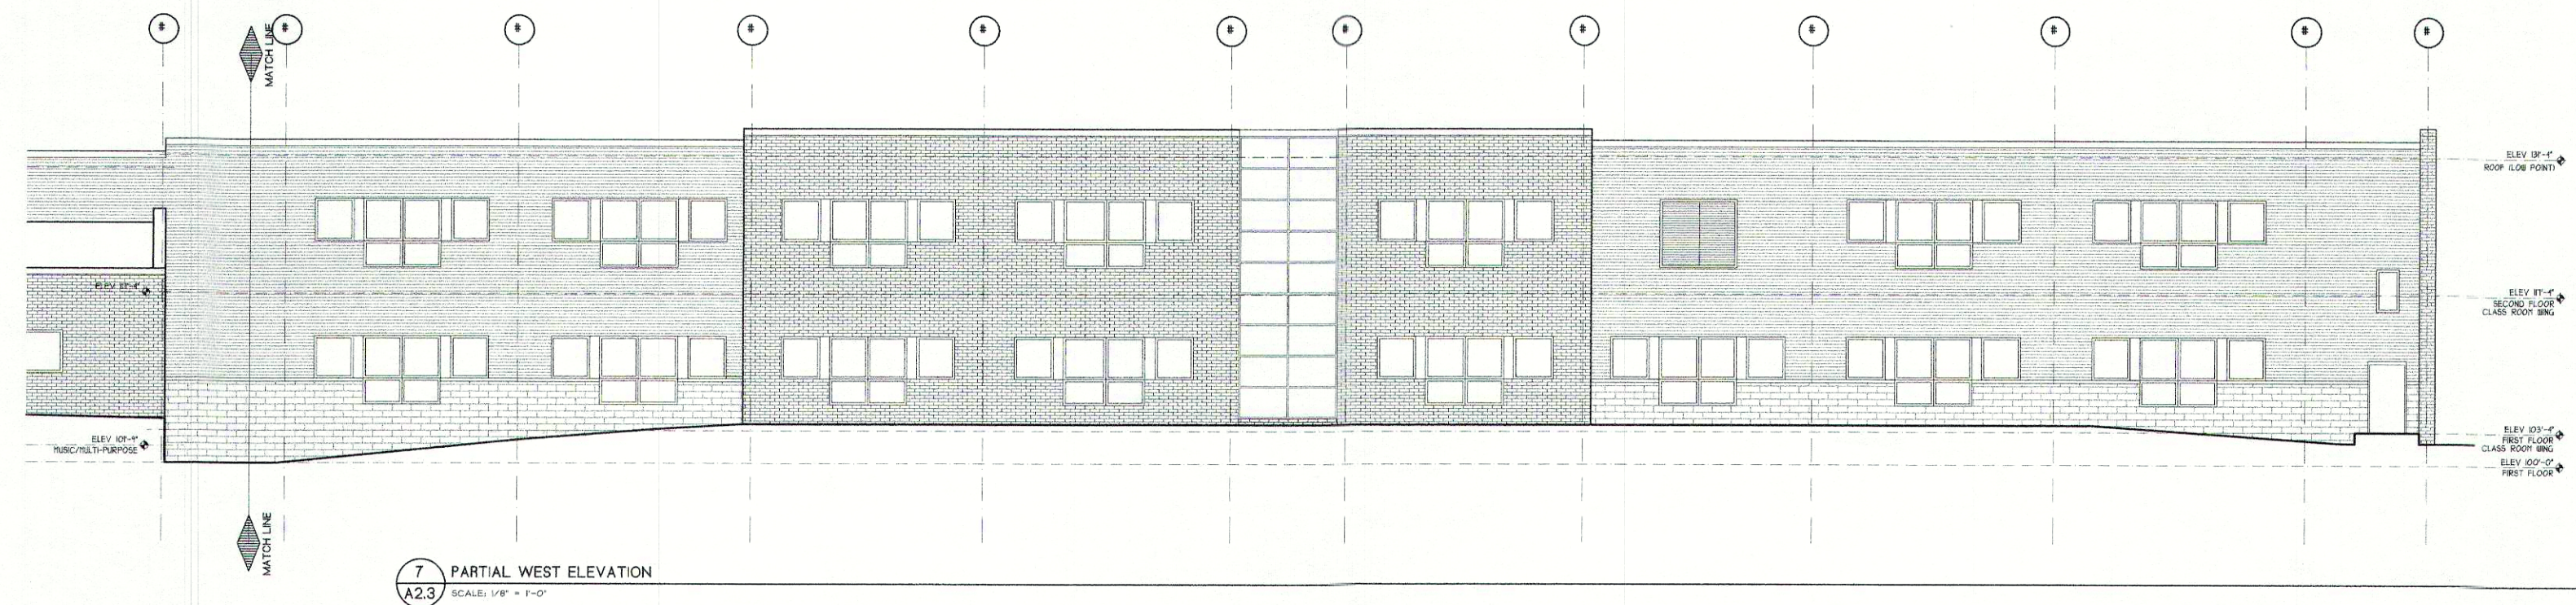 # # # # # # # # # # # #
MATCH LINE
ELEV 131'-4"
ROOF (LOW POINT)
ELEV 117'-4"
SECOND FLOOR
CLASS ROOM WING
ELEV 101'-9"
MUSIC/MULTI-PURPOSE
ELEV 103'-4"
FIRST FLOOR
CLASS ROOM WING
ELEV 100'-0"
FIRST FLOOR
MATCH LINE
7
A2.3
PARTIAL WEST ELEVATION
SCALE: 1/8" = 1'-0"